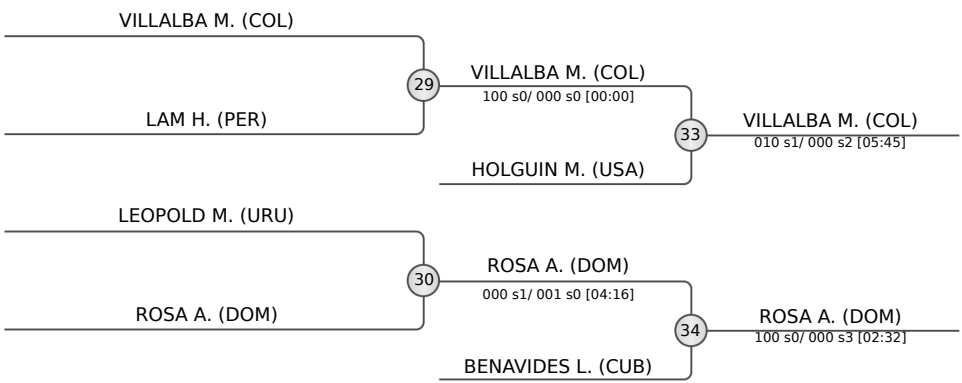 VILLALBA M. (COL)
29
VILLALBA M. (COL)
100 s0/ 000 s0 [00:00]
LAM H. (PER)
33
VILLALBA M. (COL)
010 s1/ 000 s2 [05:45]
HOLGUIN M. (USA)
LEOPOLD M. (URU)
30
ROSA A. (DOM)
000 s1/ 001 s0 [04:16]
ROSA A. (DOM)
34
ROSA A. (DOM)
100 s0/ 000 s3 [02:32]
BENAVIDES L. (CUB)